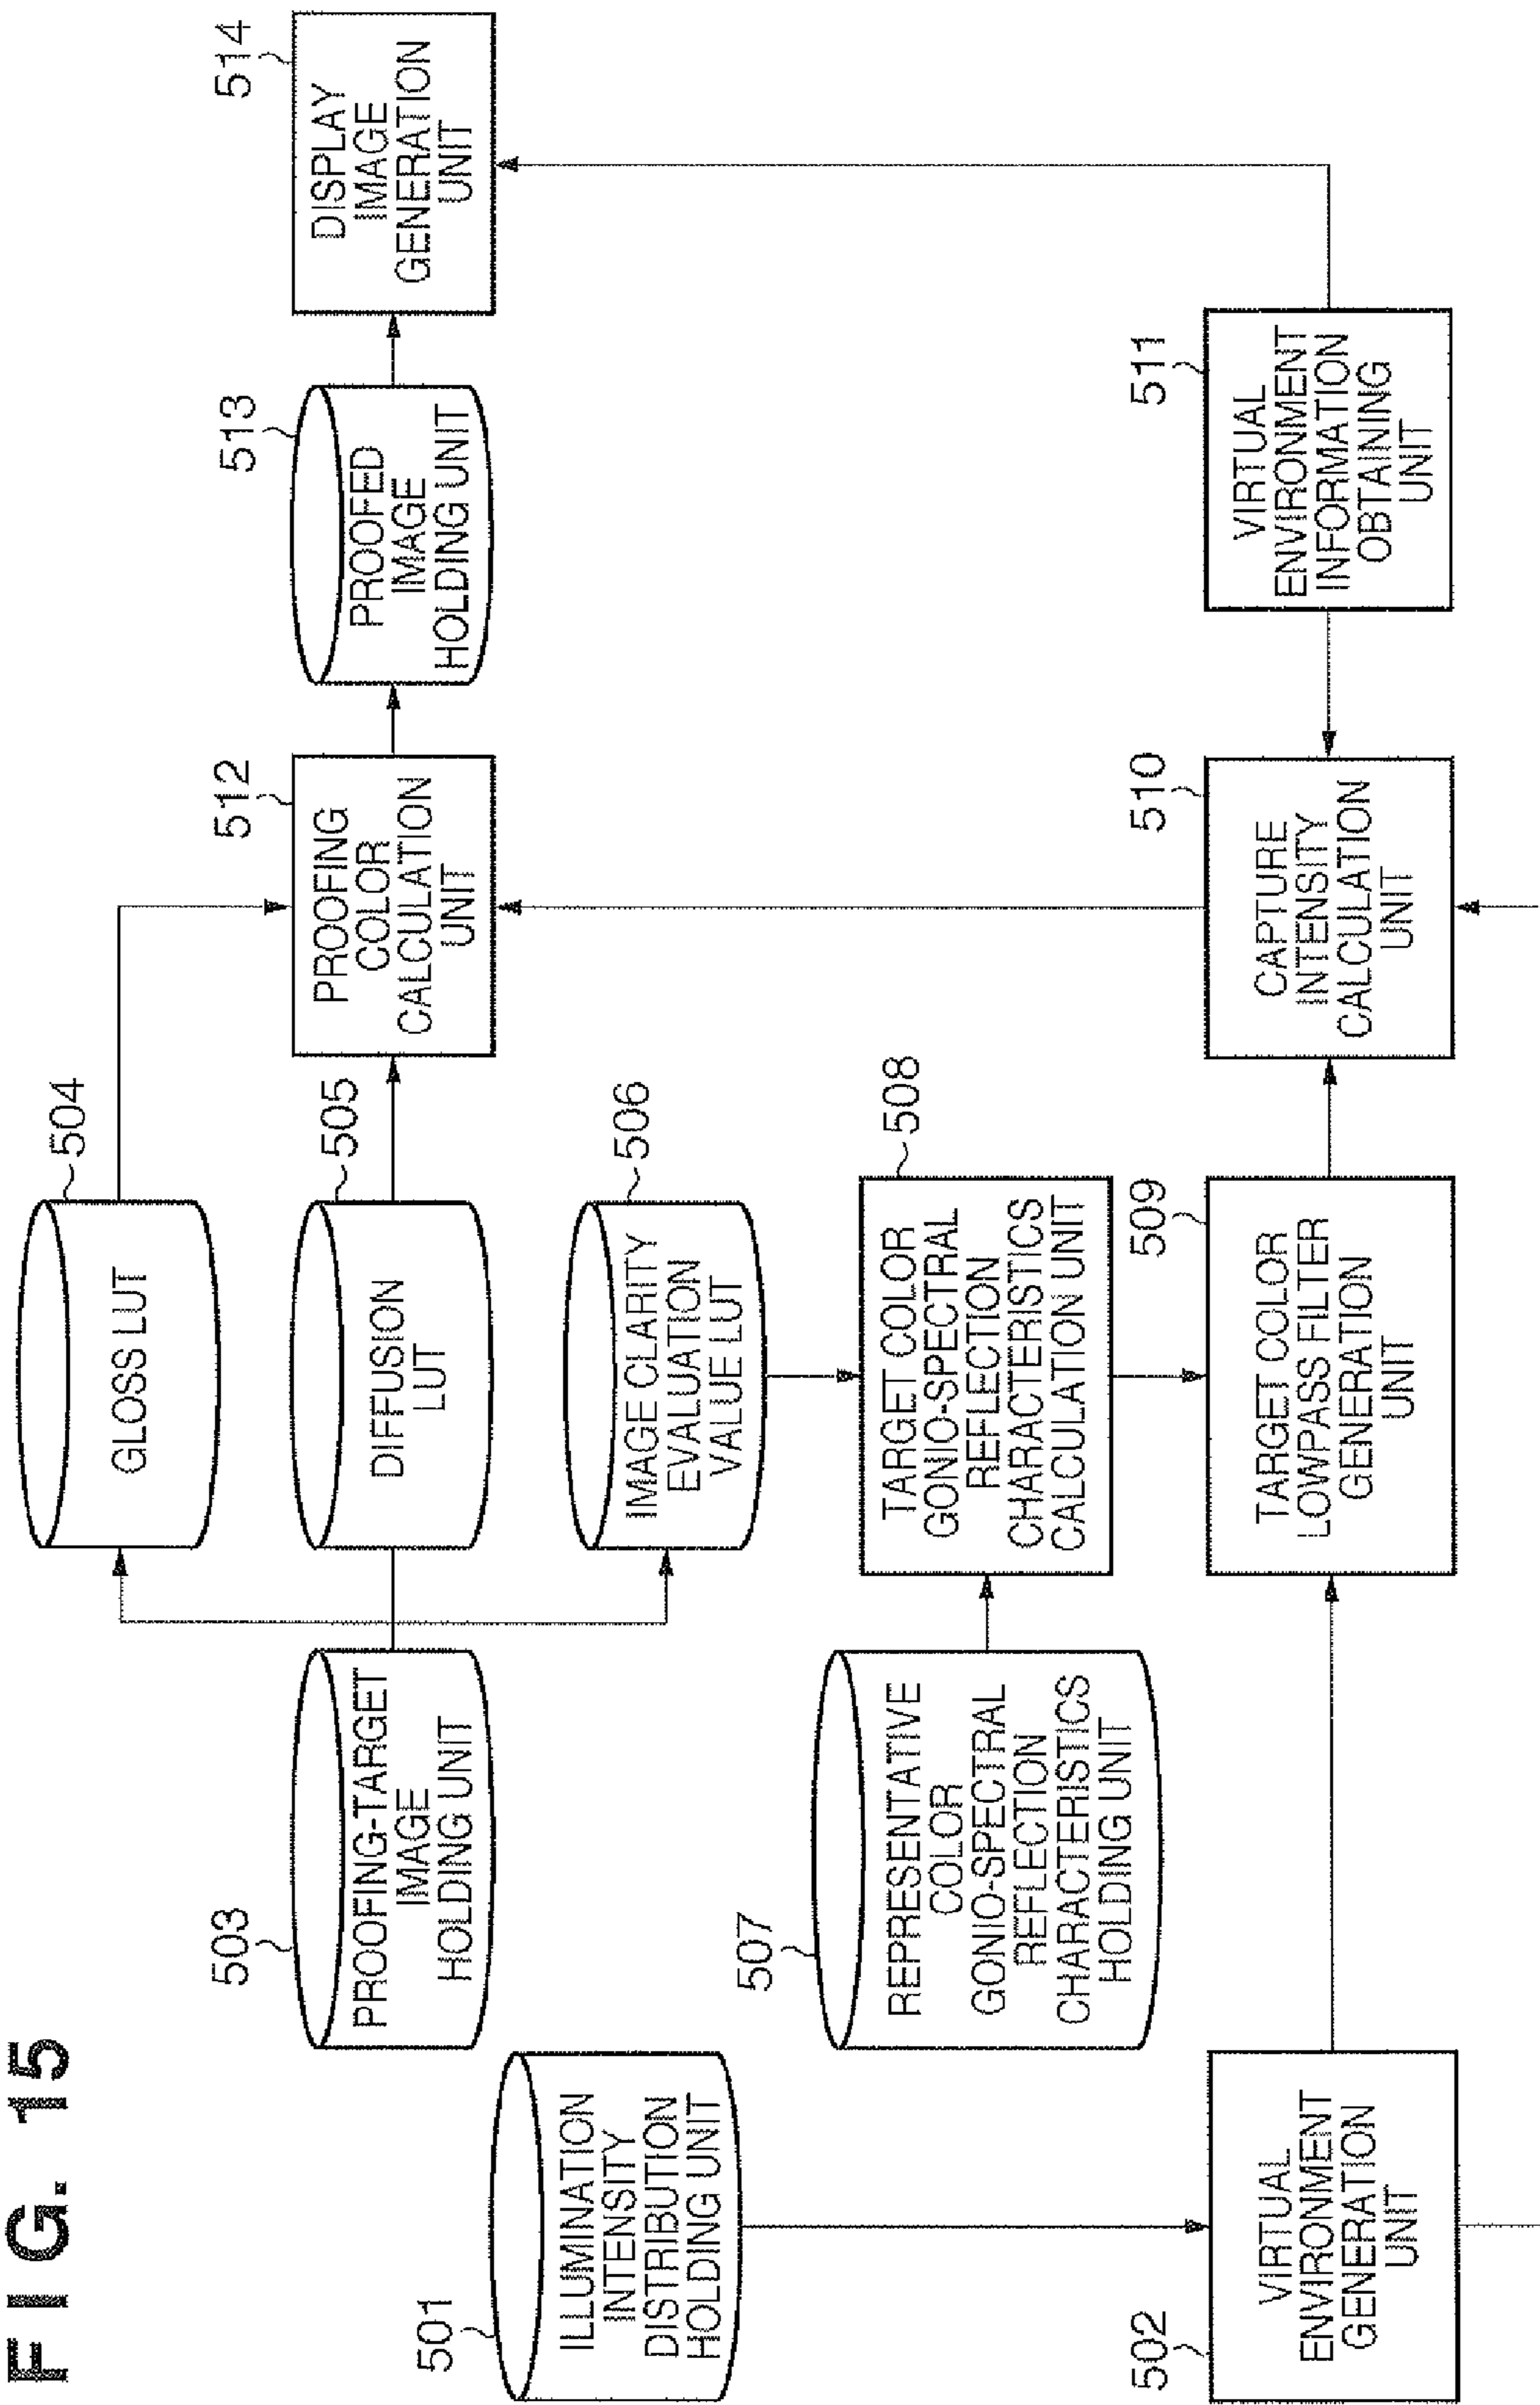 FIG. 15
501
ILLUMINATION
INTENSITY
DISTRIBUTION
HOLDING UNIT
502
VIRTUAL
ENVIRONMENT
GENERATION
UNIT
503
PROOFING-TARGET
IMAGE
HOLDING UNIT
504
GLOSS LUT
505
DIFFUSION
LUT
506
IMAGE CLARITY
EVALUATION
VALUE LUT
507
REPRESENTATIVE
COLOR
GONIO-SPECTRAL
REFLECTION
CHARACTERISTICS
HOLDING UNIT
508
TARGET COLOR
GONIO-SPECTRAL
REFLECTION
CHARACTERISTICS
CALCULATION UNIT
509
TARGET COLOR
LOWPASS FILTER
GENERATION
UNIT
510
CAPTURE
INTENSITY
CALCULATION
UNIT
511
VIRTUAL
ENVIRONMENT
INFORMATION
OBTAINING
UNIT
512
PROOFING
COLOR
CALCULATION
UNIT
513
PROOFED
IMAGE
HOLDING UNIT
514
DISPLAY
IMAGE
GENERATION
UNIT